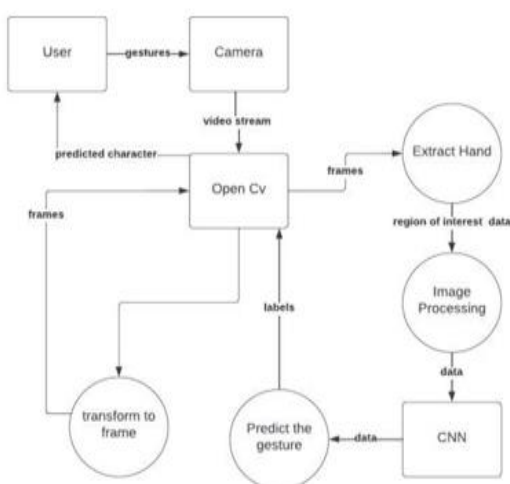 User
gestures
Camera
video stream
predicted character
Open Cv
frames
Extract Hand
frames
region of interest data
Image
Processing
labels
data
transform to
frame
Predict the
gesture
data
CNN